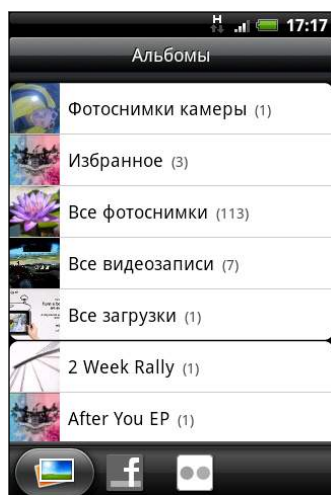 H 17:17
Альбомы
Фотоснимки камеры (1)
Избранное (3)
Все фотоснимки (113)
Все видеозаписи (7)
Все загрузки (1)
2 Week Rally (1)
After You EP (1)
f